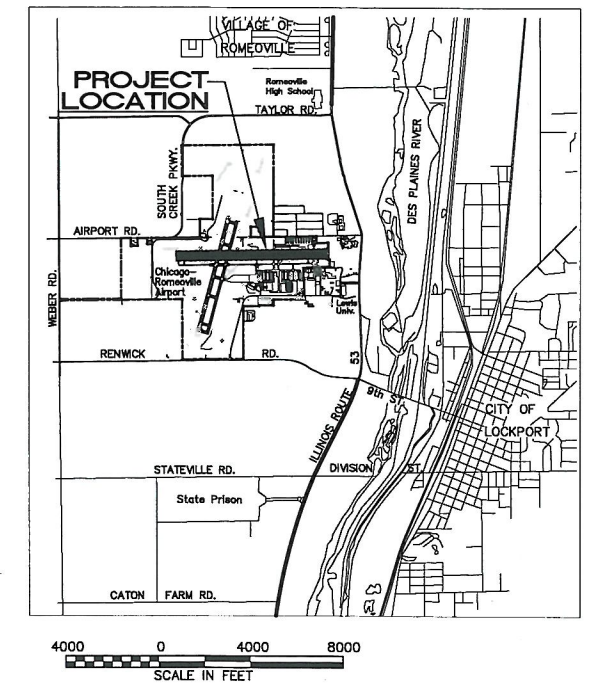 VILLAGE OF
ROMEOVILLE
PROJECT
LOCATION
Romeoville
High School
TAYLOR RD.
SOUTH
CREEK PKWY.
DES PLAINES RIVER
AIRPORT RD.
WEBER RD.
Chicago-
Romeoville
Airport
Lewis
Univ.
RENWICK RD.
53
ILLINOIS ROUTE
9th ST.
CITY OF
LOCKPORT
STATEVILLE RD.
DIVISION ST.
State Prison
CATON FARM RD.
4000 0 4000 8000
SCALE IN FEET